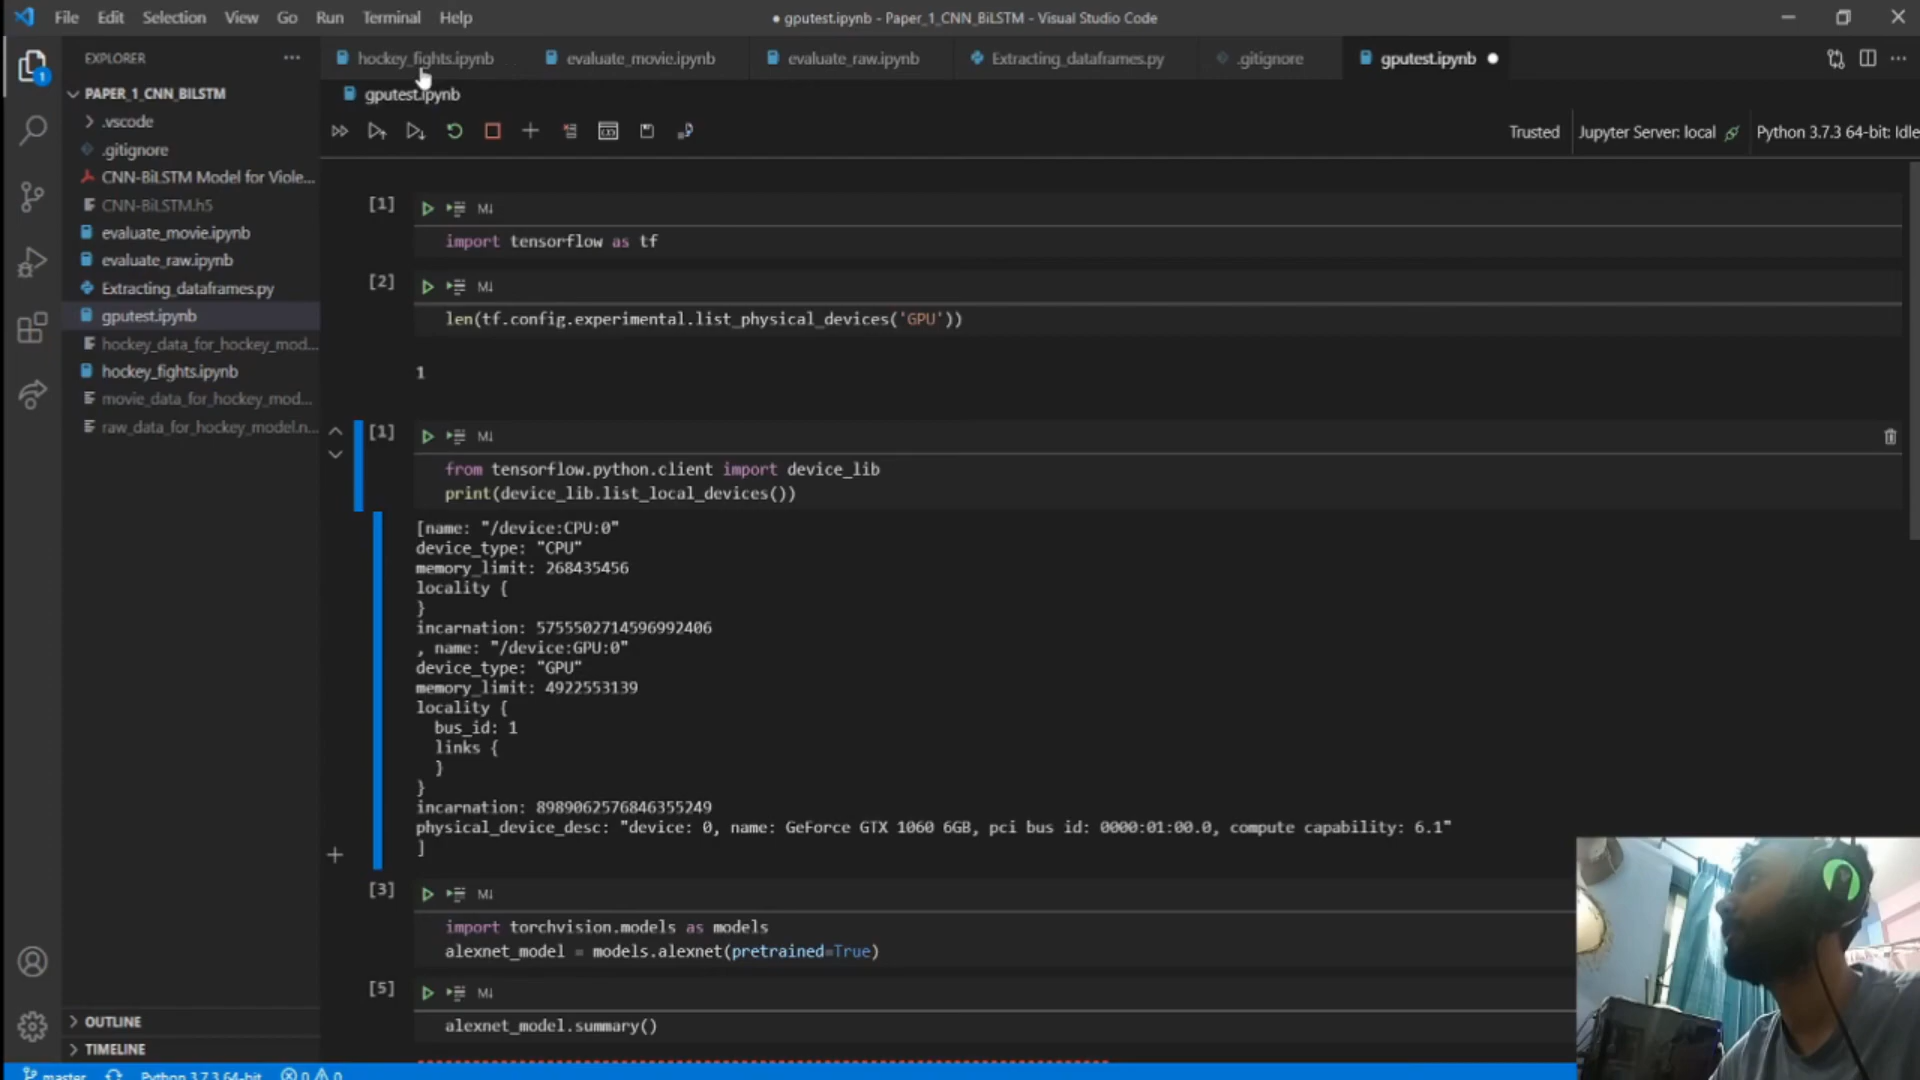 File Edit Selection View Go Run Terminal Help
● gputest.ipynb - Paper_1_CNN_BiLSTM - Visual Studio Code
EXPLORER
hockey_fights.ipynb
evaluate_movie.ipynb
evaluate_raw.ipynb
Extracting_dataframes.py
.gitignore
gputest.ipynb
1
PAPER_1_CNN_BILSTM
.vscode
.gitignore
CNN-BiLSTM Model for Viole...
CNN-BiLSTM.h5
evaluate_movie.ipynb
evaluate_raw.ipynb
Extracting_dataframes.py
gputest.ipynb
hockey_data_for_hockey_mod...
hockey_fights.ipynb
movie_data_for_hockey_mod...
raw_data_for_hockey_model.n...
OUTLINE
TIMELINE
gputest.ipynb
Trusted
Jupyter Server: local
Python 3.7.3 64-bit: Idle
[1]
M↓
import tensorflow as tf
[2]
M↓
len(tf.config.experimental.list_physical_devices('GPU'))
1
[1]
M↓
from tensorflow.python.client import device_lib
print(device_lib.list_local_devices())
[name: "/device:CPU:0"
device_type: "CPU"
memory_limit: 268435456
locality {
}
incarnation: 5755502714596992406
, name: "/device:GPU:0"
device_type: "GPU"
memory_limit: 4922553139
locality {
bus_id: 1
links {
}
}
incarnation: 8989062576846355249
physical_device_desc: "device: 0, name: GeForce GTX 1060 6GB, pci bus id: 0000:01:00.0, compute capability: 6.1"
]
[3]
M↓
import torchvision.models as models
alexnet_model = models.alexnet(pretrained=True)
[5]
M↓
alexnet_model.summary()
master
Python 3.7.3 64-bit
0
0